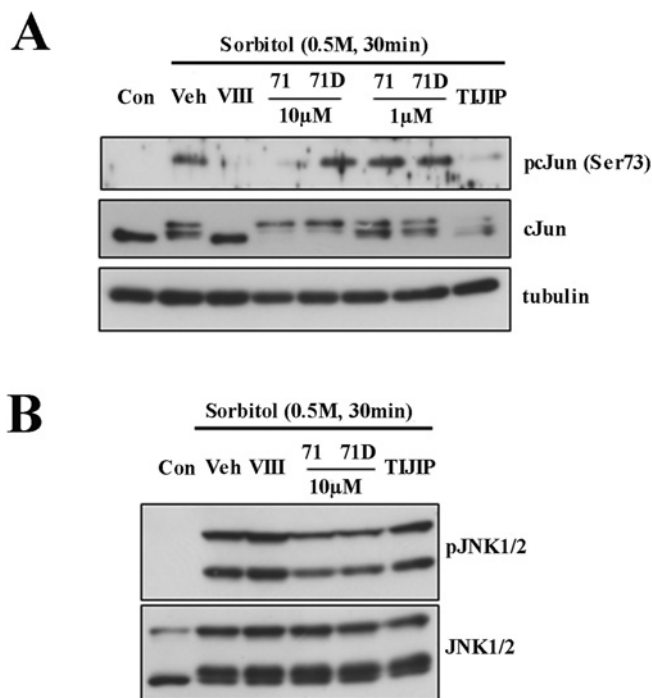 A
Sorbitol (0.5M, 30min)
71 71D 71 71D
Con Veh VIII TIJIP
10μM 1μM
pcJun (Ser73)
cJun
tubulin
B
Sorbitol (0.5M, 30min)
71 71D
Con Veh VIII TIJIP
10μM
pJNK1/2
JNK1/2